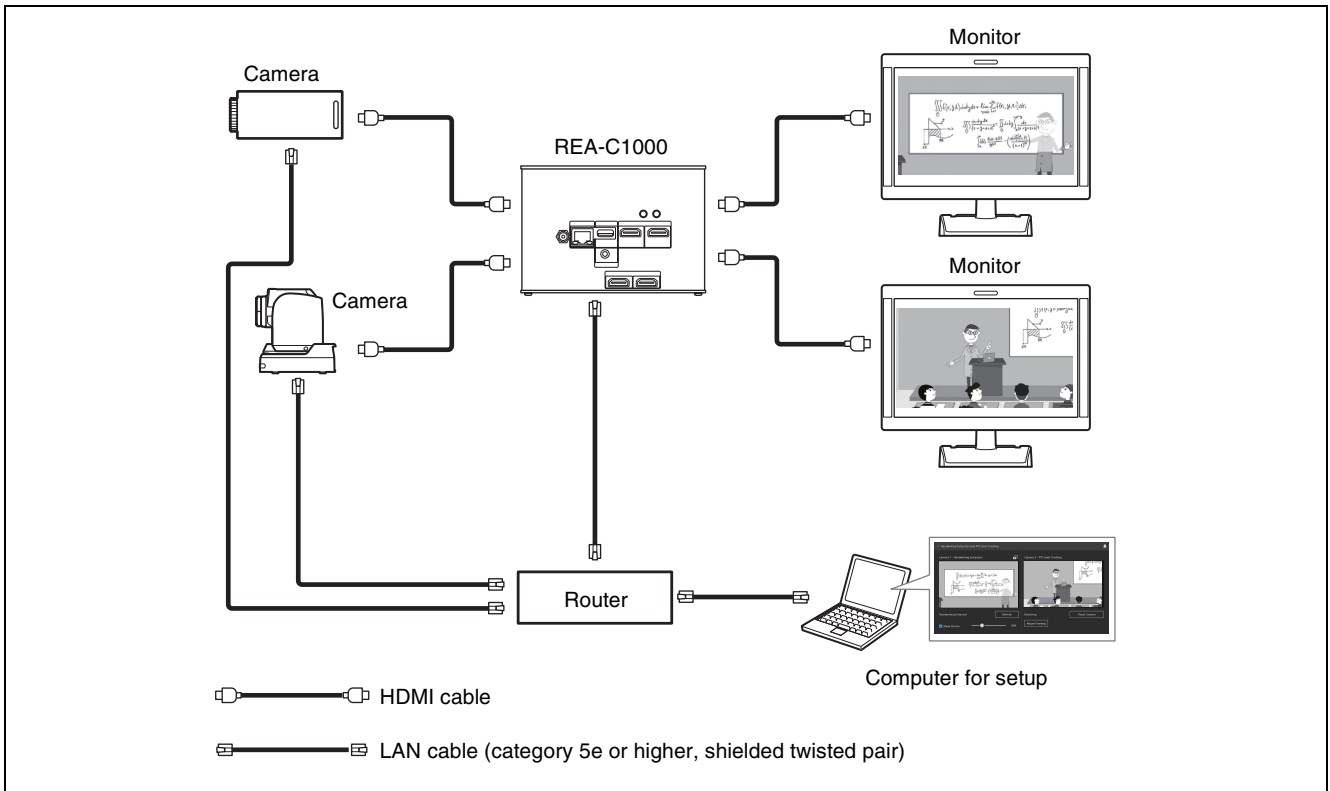 Monitor
Camera
REA-C1000
Monitor
Camera
Router
Computer for setup
HDMI cable
LAN cable (category 5e or higher, shielded twisted pair)